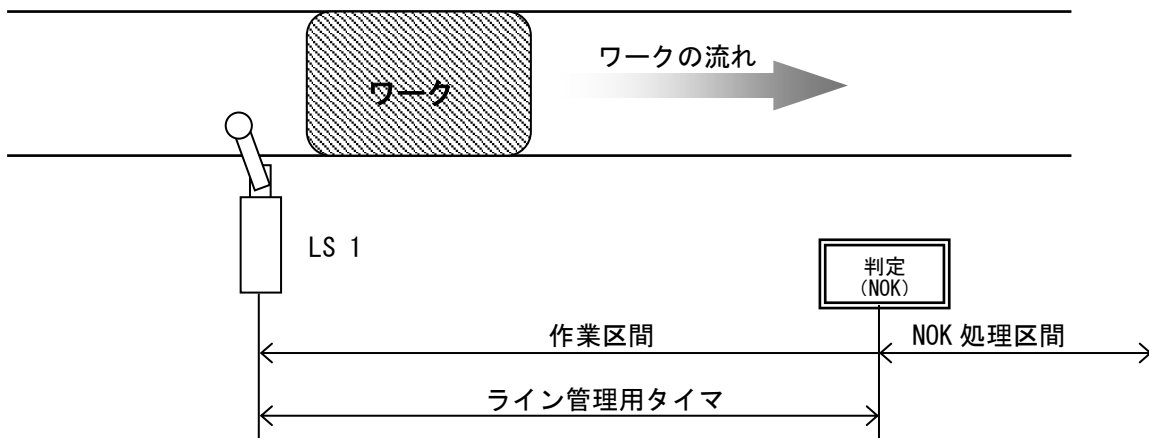 ワークの流れ
ワーク
LS 1
判定
(NOK)
作業区間
NOK 処理区間
ライン管理用タイマ